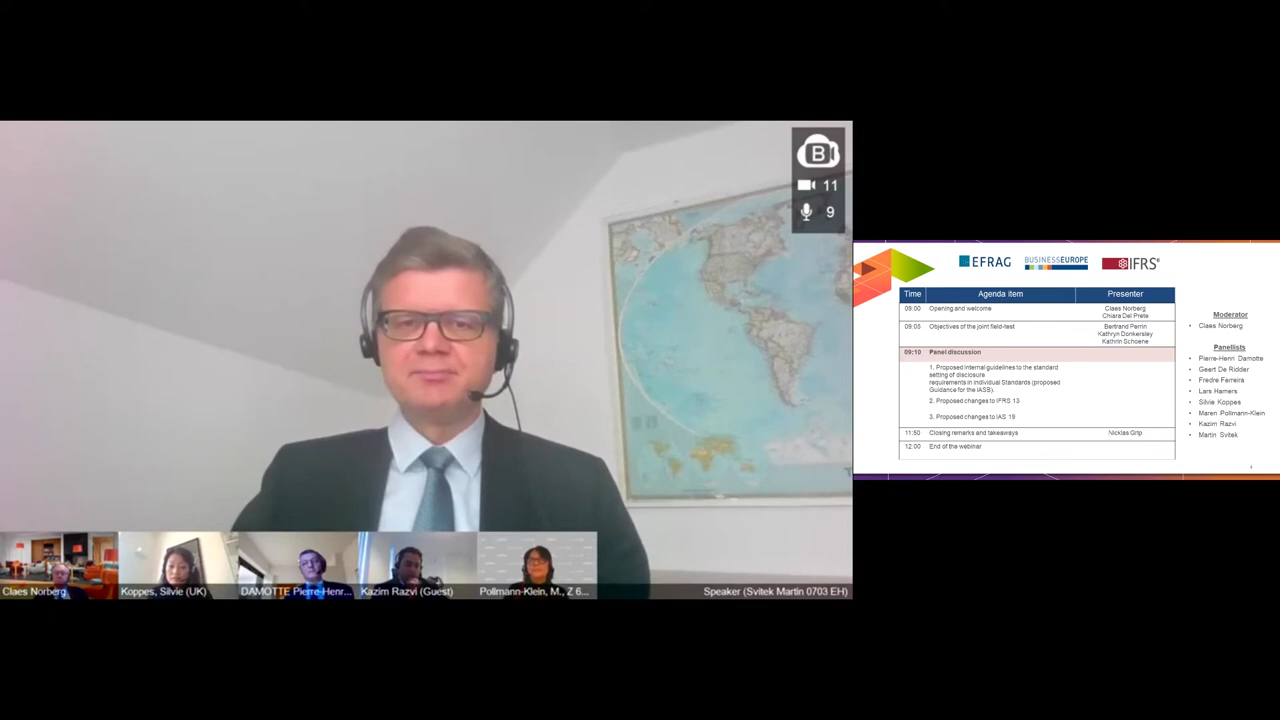 B
11
9
Claes Norberg
Koppes, Silvie (UK)
DAMOTTE Pierre-Henr...
Kazim Razvi (Guest)
Pollmann-Klein, M., Z 6...
Speaker (Svitek Martin 0703 EH)
EFRAG
BUSINESSEUROPE
IFRS®
Time
Agenda item
Presenter
09:00
Opening and welcome
Claes Norberg
Chiara Del Prete
09:05
Objectives of the joint field-test
Bertrand Perrin
Kathryn Donkersley
Kathrin Schoene
09:10
Panel discussion
1. Proposed internal guidelines to the standard
setting of disclosure
requirements in individual Standards (proposed
Guidance for the IASB).
2. Proposed changes to IFRS 13
3. Proposed changes to IAS 19
11:50
Closing remarks and takeaways
Nicklas Grip
12:00
End of the webinar
Moderator
• Claes Norberg
Panellists
• Pierre-Henri Damotte
• Geert De Ridder
• Fredre Ferreira
• Lars Hamers
• Silvie Koppes
• Maren Pollmann-Klein
• Kazim Razvi
• Martin Svitek
4